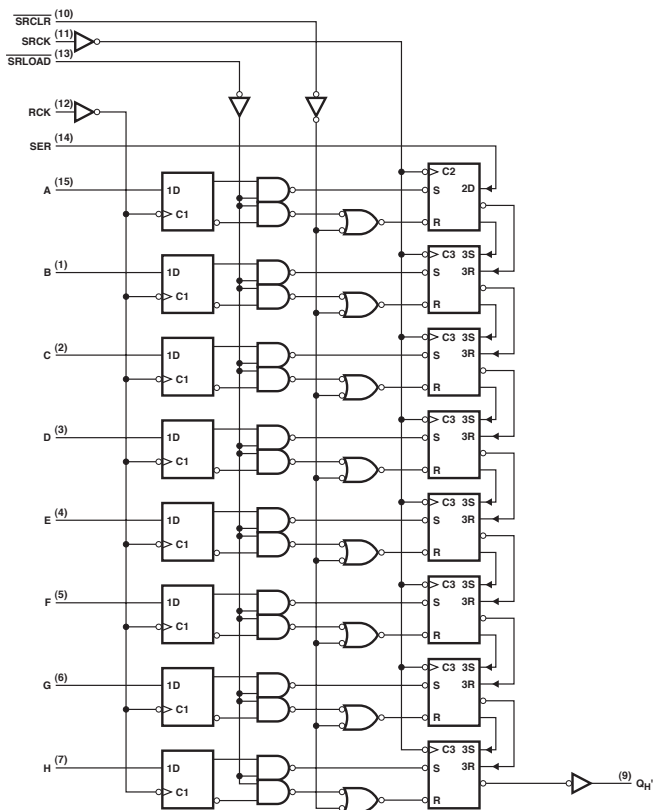 SRCLR (10)
SRCK (11)
SRLOAD (13)
RCK (12)
SER (14)
A (15) 1D C1 C2 2D S R
B (1) 1D C1 C3 3S 3R S R
C (2) 1D C1 C3 3S 3R S R
D (3) 1D C1 C3 3S 3R S R
E (4) 1D C1 C3 3S 3R S R
F (5) 1D C1 C3 3S 3R S R
G (6) 1D C1 C3 3S 3R S R
H (7) 1D C1 C3 3S 3R S R
(9) QH'